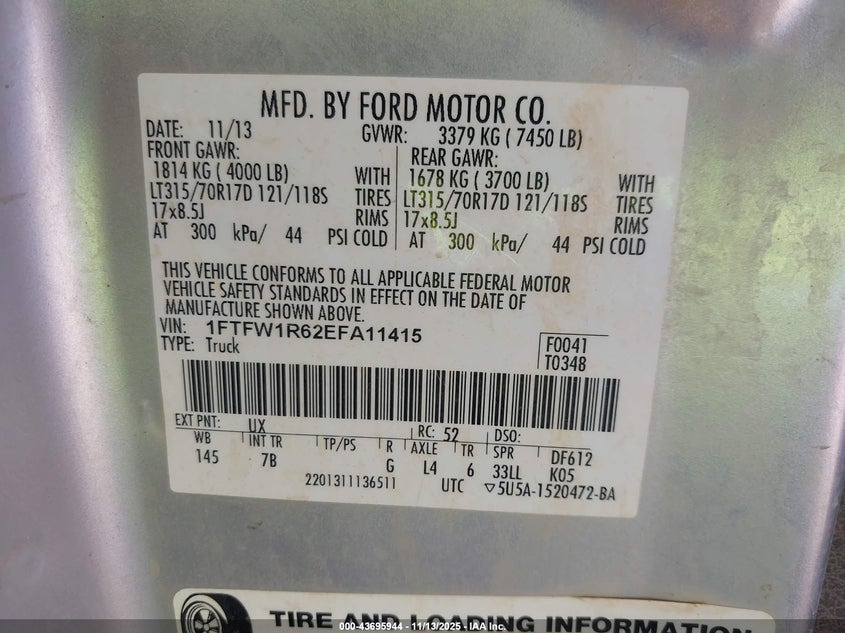 MFD. BY FORD MOTOR CO.
DATE: 11/13 GVWR: 3379 KG ( 7450 LB)
FRONT GAWR: REAR GAWR:
1814 KG ( 4000 LB) WITH 1678 KG ( 3700 LB) WITH
LT315/70R17D 121/118S TIRES LT315/70R17D 121/118S TIRES
17x8.5J RIMS 17x8.5J RIMS
AT 300 kPa/ 44 PSI COLD AT 300 kPa/ 44 PSI COLD
THIS VEHICLE CONFORMS TO ALL APPLICABLE FEDERAL MOTOR
VEHICLE SAFETY STANDARDS IN EFFECT ON THE DATE OF
MANUFACTURE SHOWN ABOVE.
VIN: 1FTFW1R62EFA11415 F0041
TYPE: Truck T0348
EXT PNT: UX RC: 52 DSO:
WB INT TR TP/PS R AXLE TR SPR DF612
145 7B G L4 6 33LL K05
2201311136511 UTC ▽5U5A-1520472-BA
TIRE AND LOADING INFORMATION
000-43695944 - 11/13/2025 - IAA Inc.